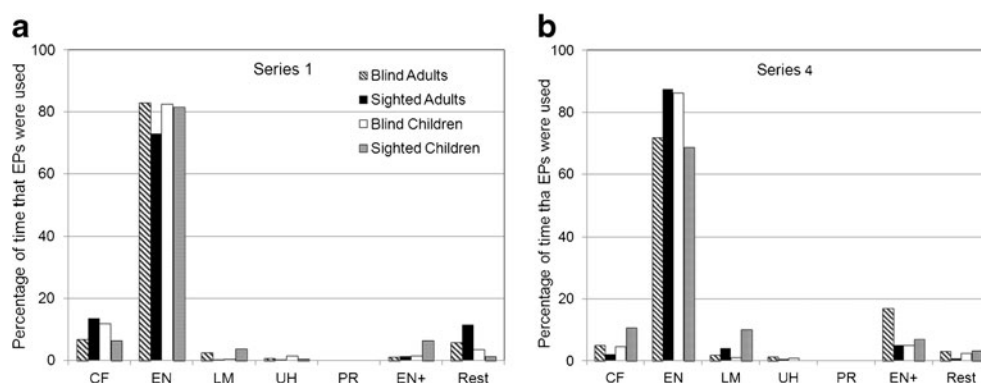 a
Series 1
Blind Adults
Sighted Adults
Blind Children
Sighted Children
Percentage of time that EPs were used
100
80
60
40
20
0
CF EN LM UH PR EN+ Rest
b
Series 4
Percentage of time tha EPs were used
100
80
60
40
20
0
CF EN LM UH PR EN+ Rest